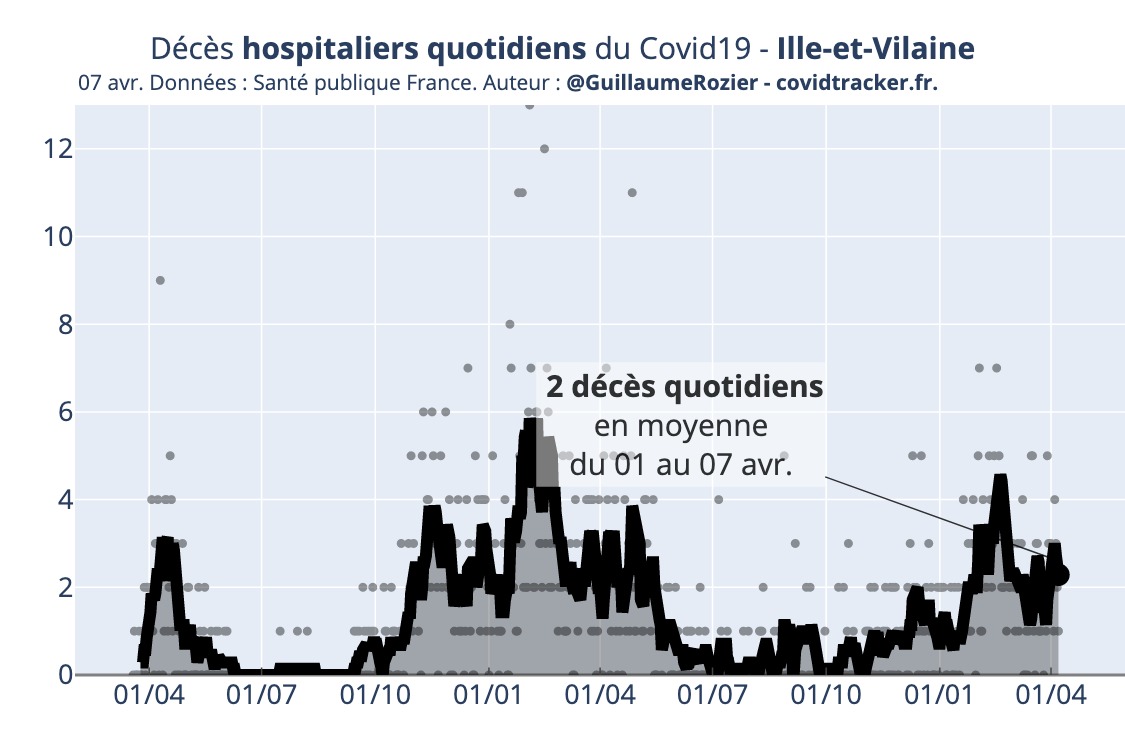 Décès hospitaliers quotidiens du Covid19 - Ille-et-Vilaine
07 avr. Données : Santé publique France. Auteur : @GuillaumeRozier - covidtracker.fr.
12
10
8
6
4
2
0
2 décès quotidiens
en moyenne
du 01 au 07 avr.
01/04 01/07 01/10 01/01 01/04 01/07 01/10 01/01 01/04